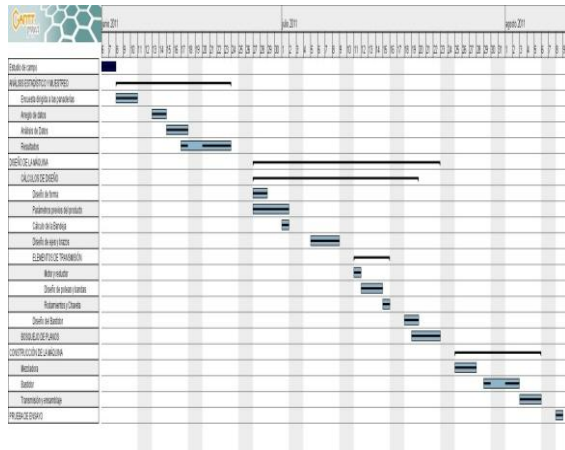 GANTT
project
junio 2011
julio 2011
agosto 2011
Estudio de campo
ANÁLISIS ESTADÍSTICO Y MUESTREO
Encuesta dirigida a las panaderías
Arreglo de datos
Análisis de Datos
Resultados
DISEÑO DE LA MÁQUINA
CÁLCULOS DE DISEÑO
Diseño de forma
Parámetros previos del producto
Cálculo de la Bandeja
Diseño de ejes y brazos
ELEMENTOS DE TRANSMISIÓN
Motor y reductor
Diseño de poleas y bandas
Rodamientos y Chaveta
Diseño del Bastidor
BOSQUEJO DE PLANOS
CONSTRUCCIÓN DE LA MÁQUINA
Mezcladora
Bastidor
Transmisión y ensamblaje
PRUEBA DE ENSAYO